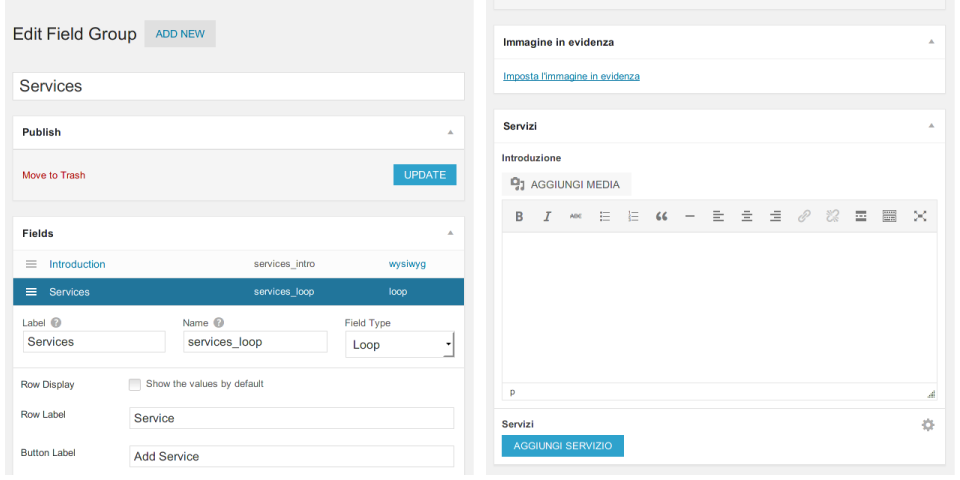 Edit Field Group ADD NEW
Services
Publish
Move to Trash UPDATE
Fields
Introduction services_intro wysiwyg
Services services_loop loop
Label Name Field Type
Services services_loop Loop
Row Display Show the values by default
Row Label Service
Button Label Add Service
Immagine in evidenza
Imposta l'immagine in evidenza
Servizi
Introduzione
AGGIUNGI MEDIA
B I ABC
P
Servizi
AGGIUNGI SERVIZIO